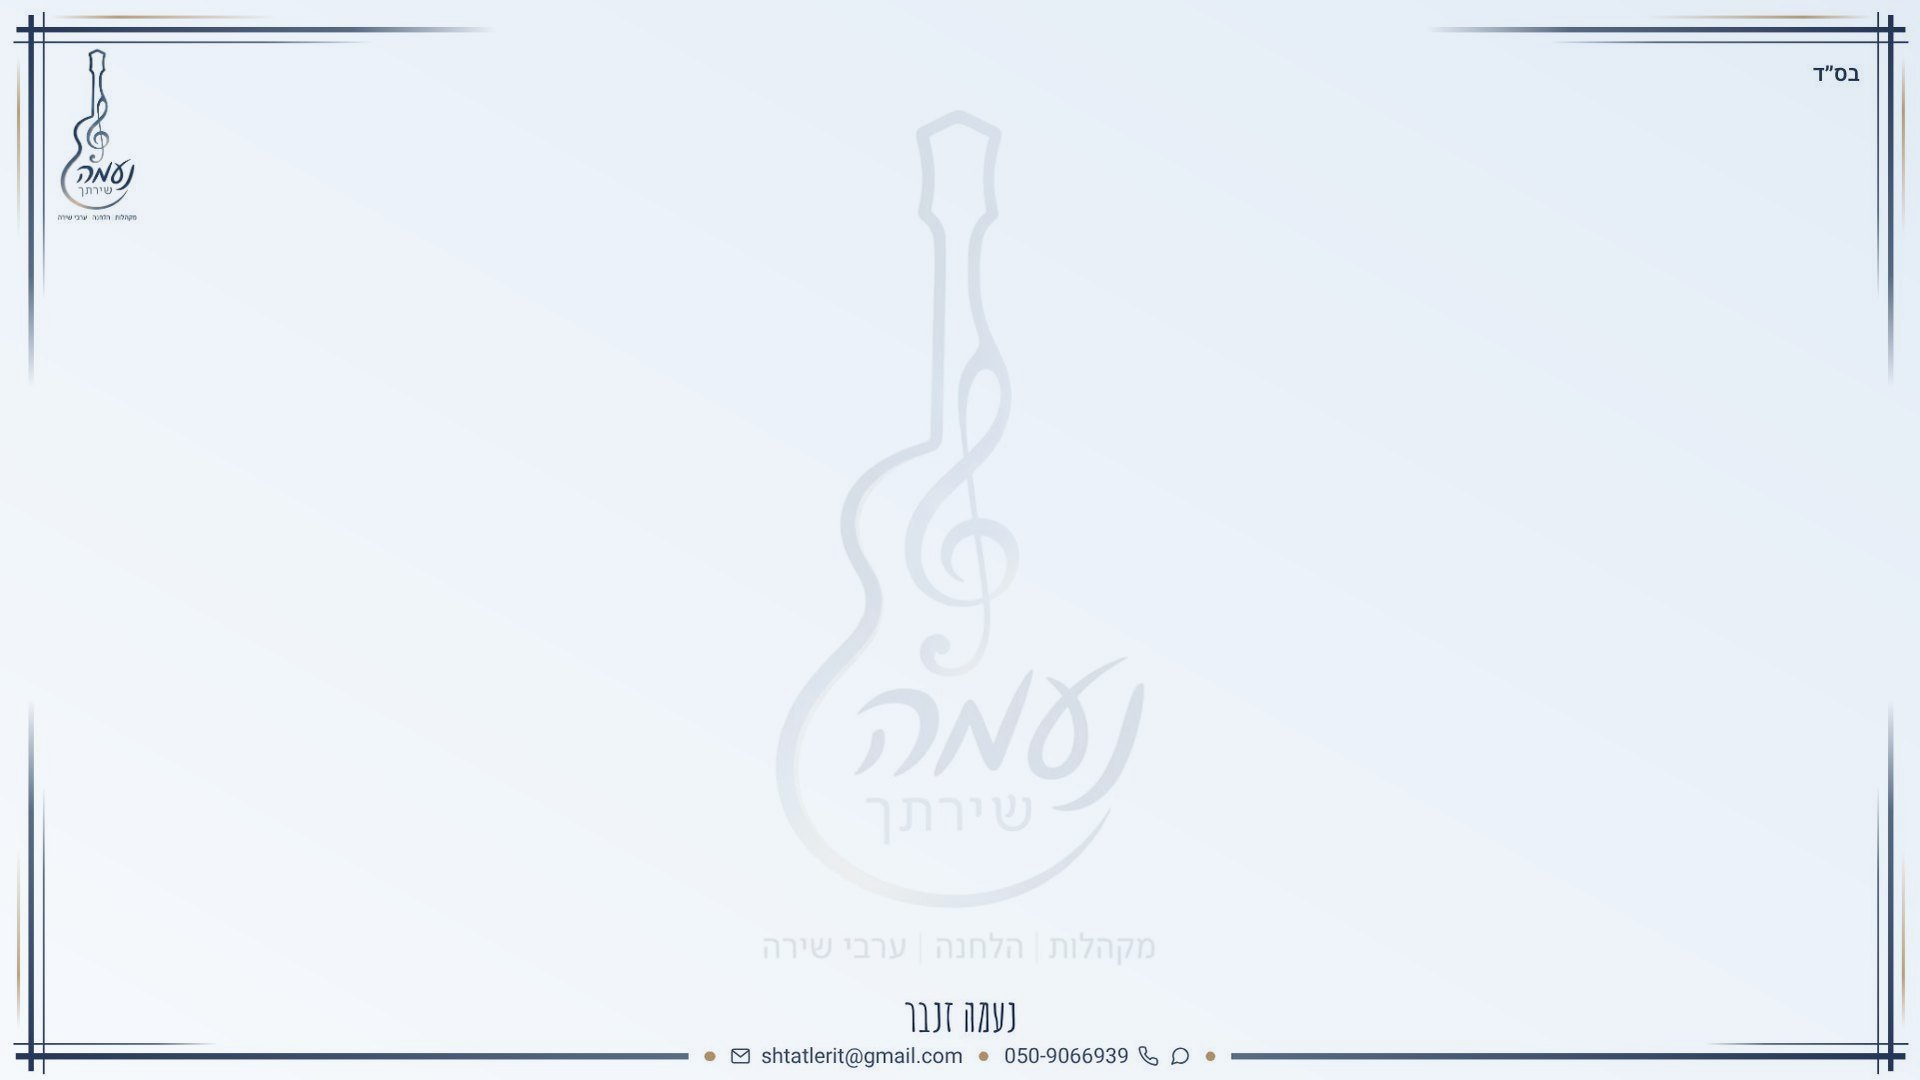 בס"ד
נעמה
שירתך
מקהלות | הלחנה | ערבי שירה
נעמה
שירתך
מקהלות | הלחנה | ערבי שירה
נעמה זנבר
050-9066939 • shtatlerit@gmail.com